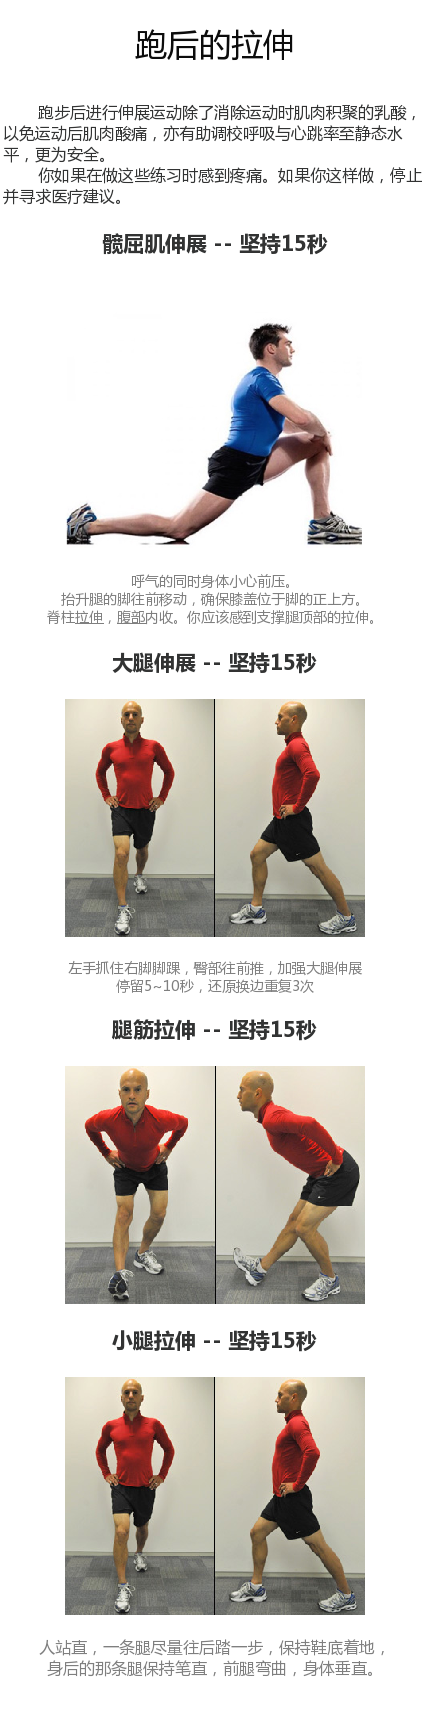 跑后的拉伸
跑步后进行伸展运动除了消除运动时肌肉积聚的乳酸，
以免运动后肌肉酸痛，亦有助调校呼吸与心跳率至静态水
平，更为安全。
你如果在做这些练习时感到疼痛。如果你这样做，停止
并寻求医疗建议。
髋屈肌伸展 -- 坚持15秒
呼气的同时身体小心前压。
抬升腿的脚往前移动，确保膝盖位于脚的正上方。
脊柱拉伸，腹部内收。你应该感到支撑腿顶部的拉伸。
大腿伸展 -- 坚持15秒
左手抓住右脚脚踝，臀部往前推，加强大腿伸展
停留5~10秒，还原换边重复3次
腿筋拉伸 -- 坚持15秒
小腿拉伸 -- 坚持15秒
人站直，一条腿尽量往后踏一步，保持鞋底着地，
身后的那条腿保持笔直，前腿弯曲，身体垂直。